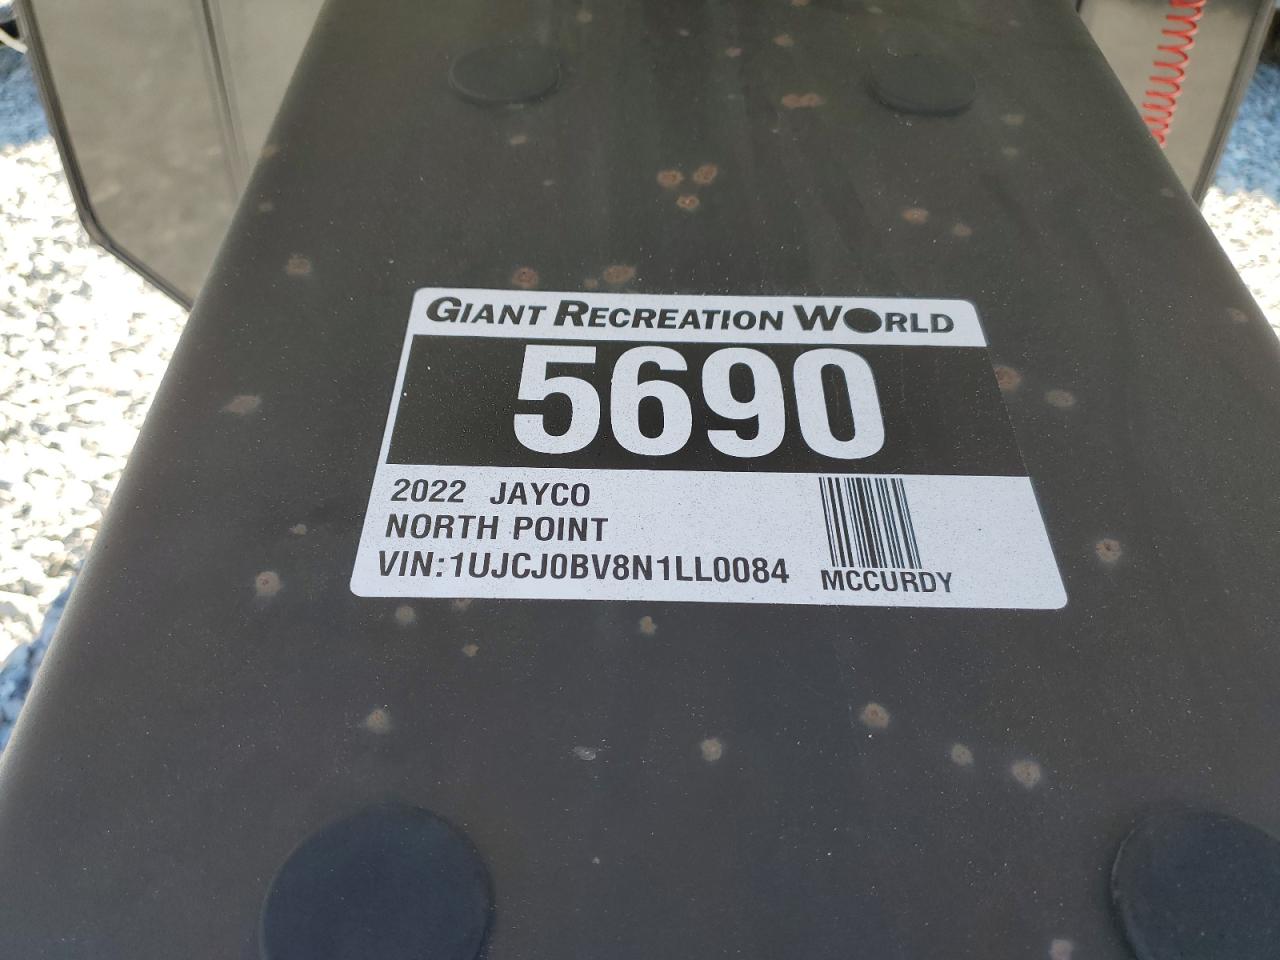 GIANT RECREATION WORLD
5690
2022 JAYCO
NORTH POINT
VIN:1UJCJ0BV8N1LL0084
MCCURDY